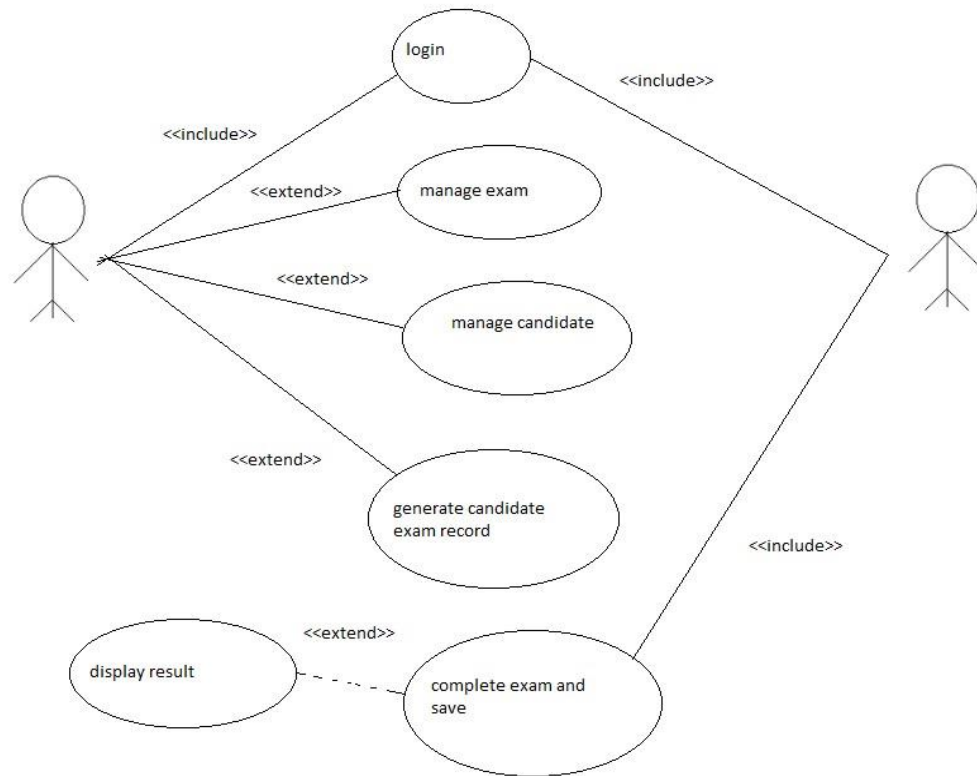 login
<<include>>
<<include>>
<<extend>>
manage exam
<<extend>>
manage candidate
<<extend>>
generate candidate
exam record
<<include>>
<<extend>>
display result
complete exam and
save